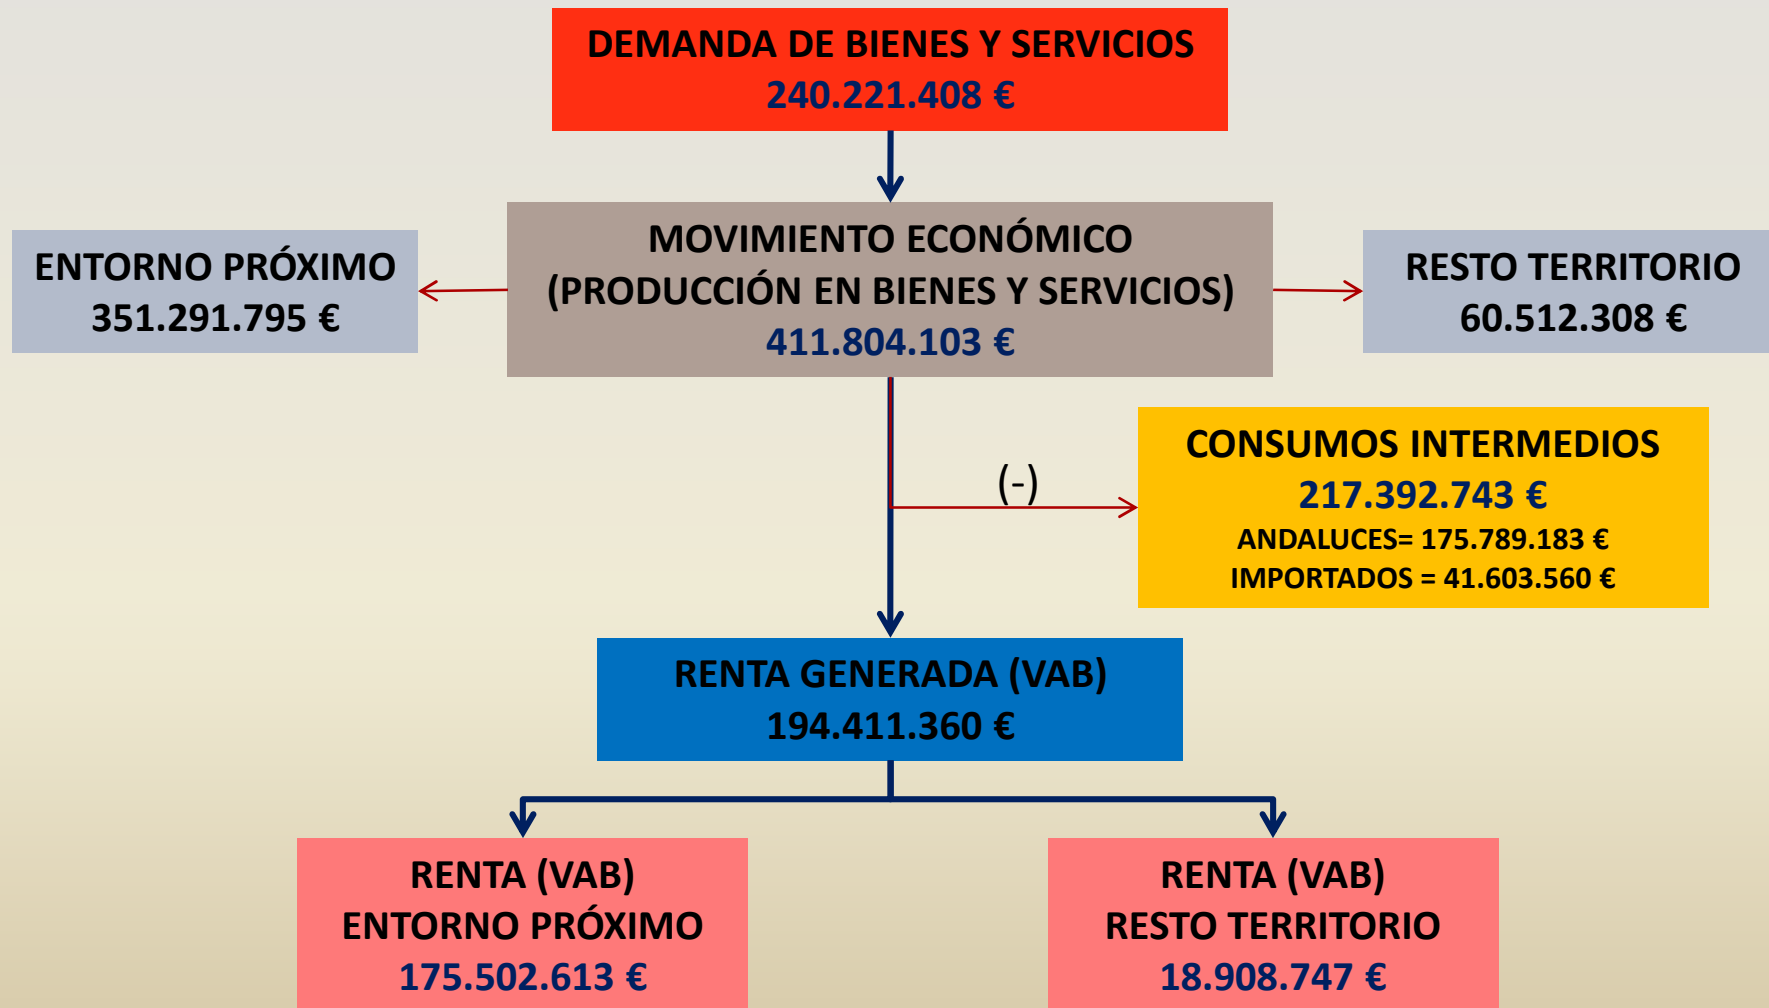 DEMANDA DE BIENES Y SERVICIOS
240.221.408 €
MOVIMIENTO ECONÓMICO
(PRODUCCIÓN EN BIENES Y SERVICIOS)
411.804.103 €
ENTORNO PRÓXIMO
351.291.795 €
RESTO TERRITORIO
60.512.308 €
(-)
CONSUMOS INTERMEDIOS
217.392.743 €
ANDALUCES= 175.789.183 €
IMPORTADOS = 41.603.560 €
RENTA GENERADA (VAB)
194.411.360 €
RENTA (VAB)
ENTORNO PRÓXIMO
175.502.613 €
RENTA (VAB)
RESTO TERRITORIO
18.908.747 €